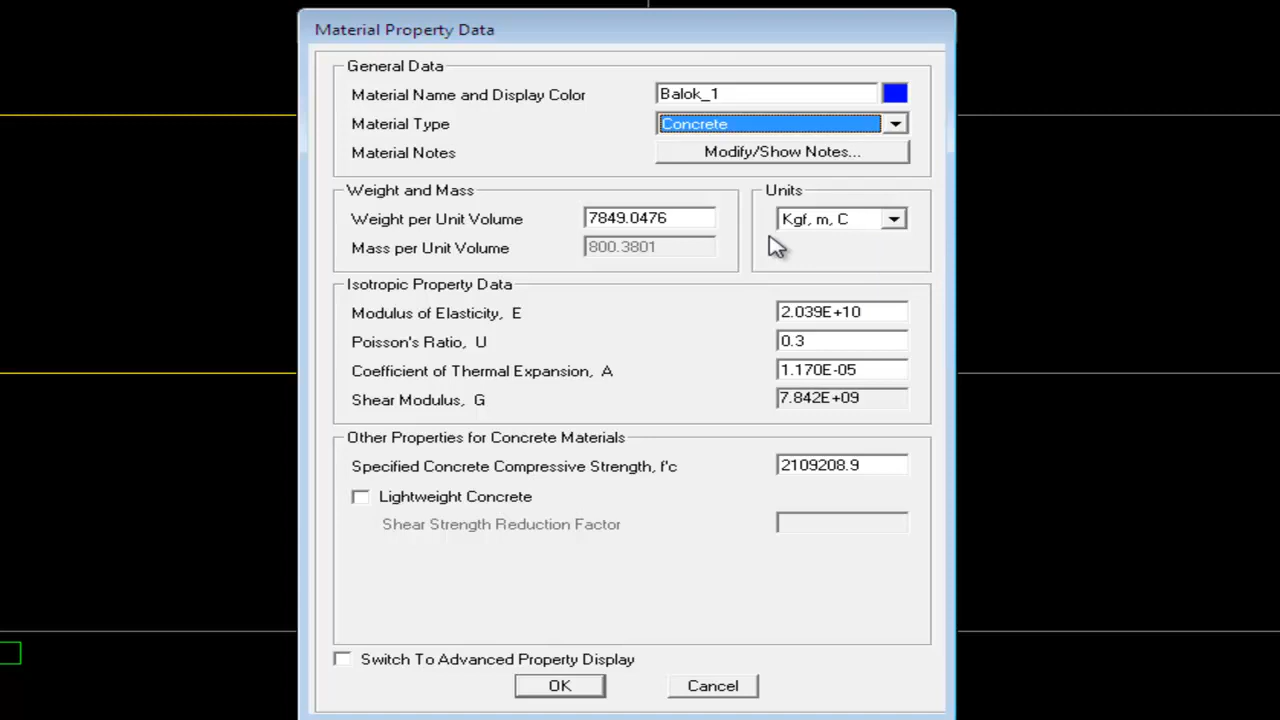 Material Property Data
General Data
Material Name and Display Color Balok_1
Material Type Concrete
Material Notes Modify/Show Notes...
Weight and Mass Units
Weight per Unit Volume 7849.0476 Kgf, m, C
Mass per Unit Volume 800.3801
Isotropic Property Data
Modulus of Elasticity, E 2.039E+10
Poisson's Ratio, U 0.3
Coefficient of Thermal Expansion, A 1.170E-05
Shear Modulus, G 7.842E+09
Other Properties for Concrete Materials
Specified Concrete Compressive Strength, f'c 2109208.9
Lightweight Concrete
Shear Strength Reduction Factor
Switch To Advanced Property Display
OK Cancel